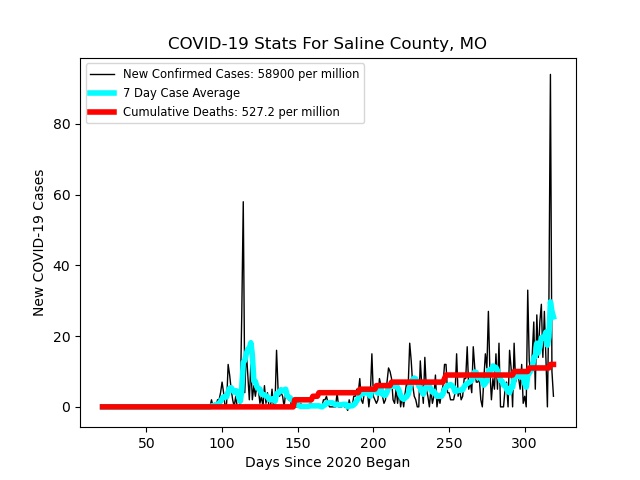 COVID-19 Stats For Saline County, MO
New Confirmed Cases: 58900 per million
7 Day Case Average
Cumulative Deaths: 527.2 per million
New COVID-19 Cases
80
60
40
20
0
50 100 150 200 250 300
Days Since 2020 Began